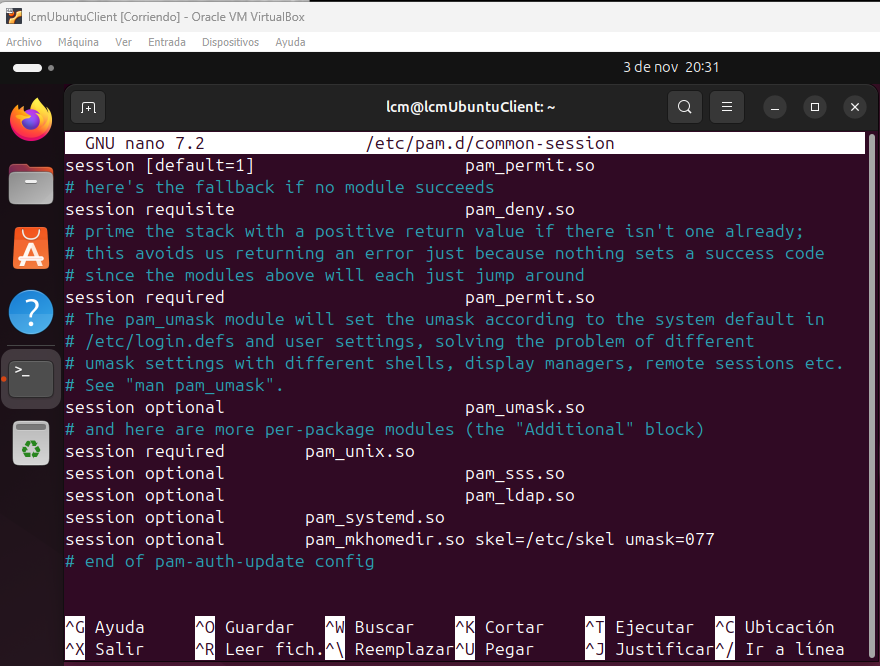 lcmUbuntuClient [Corriendo] - Oracle VM VirtualBox
Archivo Máquina Ver Entrada Dispositivos Ayuda
3 de nov 20:31
lcm@lcmUbuntuClient: ~
GNU nano 7.2 /etc/pam.d/common-session
session [default=1] pam_permit.so
# here's the fallback if no module succeeds
session requisite pam_deny.so
# prime the stack with a positive return value if there isn't one already;
# this avoids us returning an error just because nothing sets a success code
# since the modules above will each just jump around
session required pam_permit.so
# The pam_umask module will set the umask according to the system default in
# /etc/login.defs and user settings, solving the problem of different
# umask settings with different shells, display managers, remote sessions etc.
# See "man pam_umask".
session optional pam_umask.so
# and here are more per-package modules (the "Additional" block)
session required pam_unix.so
session optional pam_sss.so
session optional pam_ldap.so
session optional pam_systemd.so
session optional pam_mkhomedir.so skel=/etc/skel umask=077
# end of pam-auth-update config
^G Ayuda ^O Guardar ^W Buscar ^K Cortar ^T Ejecutar ^C Ubicación
^X Salir ^R Leer fich. ^\ Reemplazar ^U Pegar ^J Justificar ^/ Ir a línea